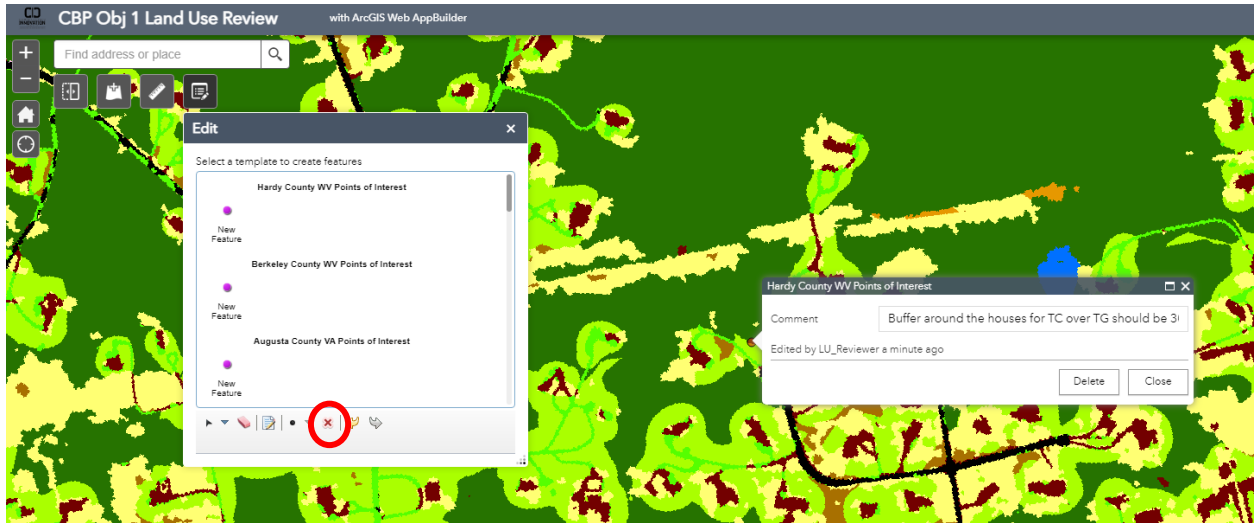 CIC
INNOVATION
CBP Obj 1 Land Use Review
with ArcGIS Web AppBuilder
Find address or place
Edit
Select a template to create features
Hardy County WV Points of Interest
New
Feature
Berkeley County WV Points of Interest
New
Feature
Augusta County VA Points of Interest
New
Feature
Hardy County WV Points of Interest
Comment
Buffer around the houses for TC over TG should be 3
Edited by LU_Reviewer a minute ago
Delete
Close